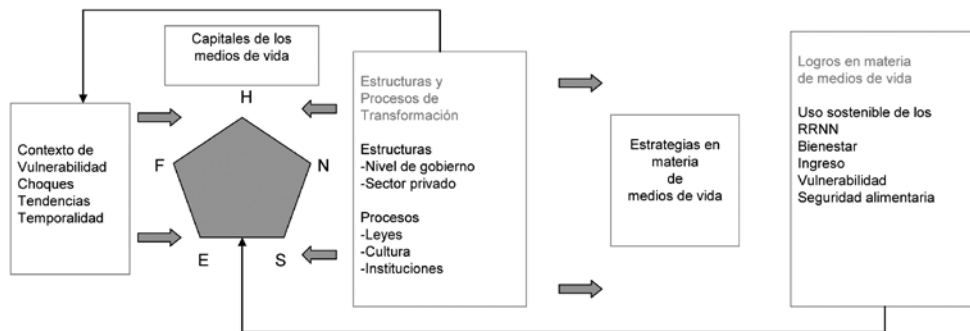 Capitales de los
medios de vida
Contexto de
Vulnerabilidad
Choques
Tendencias
Temporalidad
H
F
N
E
S
Estructuras y
Procesos de
Transformación
Estructuras
-Nivel de gobierno
-Sector privado
Procesos
-Leyes
-Cultura
-Instituciones
Estrategias en
materia
de
medios de vida
Logros en materia
de medios de vida
Uso sostenible de los
RRNN
Bienestar
Ingreso
Vulnerabilidad
Seguridad alimentaria